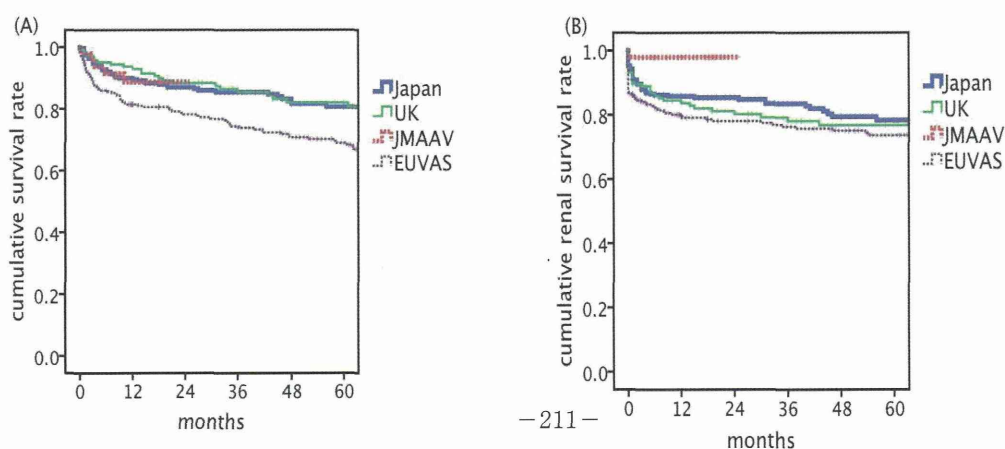 (A)
cumulative survival rate
1.0
0.8
0.6
0.4
0.2
0.0
0 12 24 36 48 60
months
Japan
UK
JMAAV
EUVAS
(B)
cumulative renal survival rate
1.0
0.8
0.6
0.4
0.2
0.0
0 12 24 36 48 60
months
Japan
UK
JMAAV
EUVAS
−211−